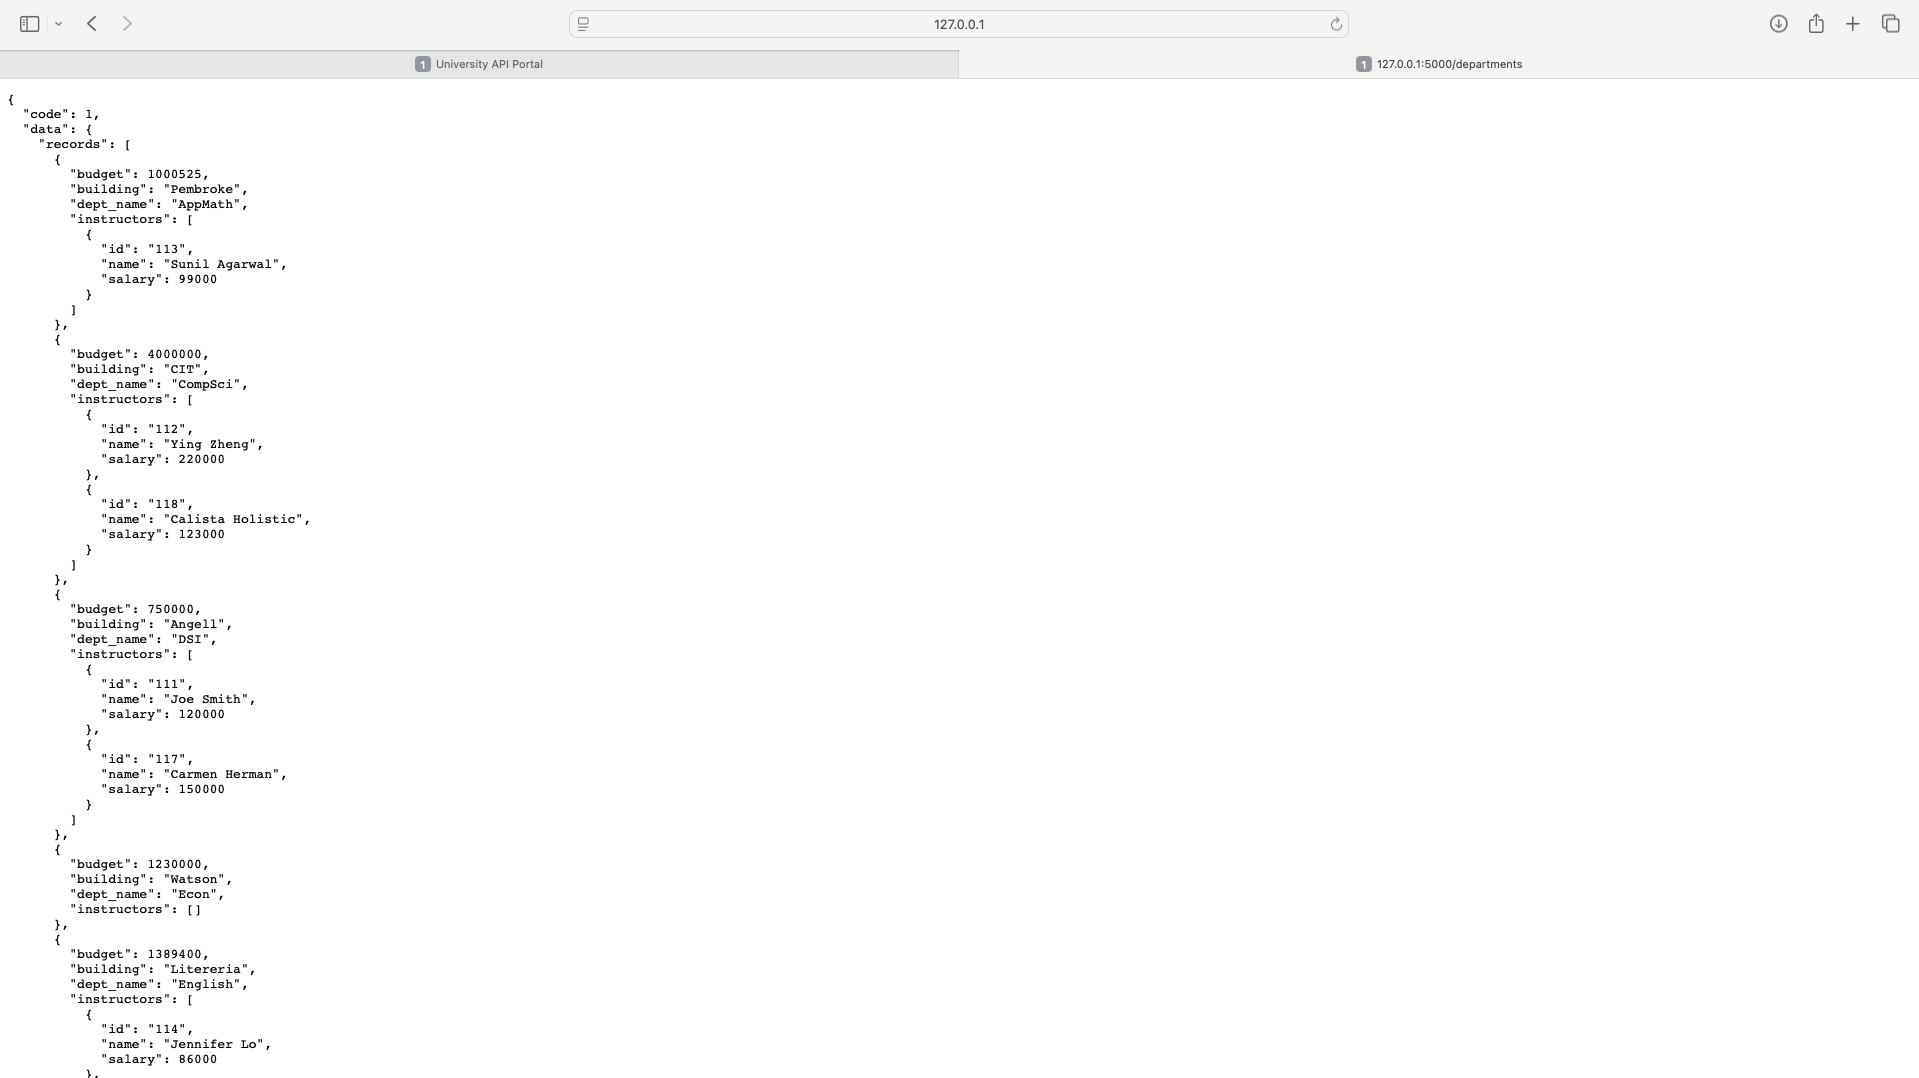 127.0.0.1
1 University API Portal
1 127.0.0.1:5000/departments
{
  "code": 1,
  "data": {
    "records": [
      {
        "budget": 1000525,
        "building": "Pembroke",
        "dept_name": "AppMath",
        "instructors": [
          {
            "id": "113",
            "name": "Sunil Agarwal",
            "salary": 99000
          }
        ]
      },
      {
        "budget": 4000000,
        "building": "CIT",
        "dept_name": "CompSci",
        "instructors": [
          {
            "id": "112",
            "name": "Ying Zheng",
            "salary": 220000
          },
          {
            "id": "118",
            "name": "Calista Holistic",
            "salary": 123000
          }
        ]
      },
      {
        "budget": 750000,
        "building": "Angell",
        "dept_name": "DSI",
        "instructors": [
          {
            "id": "111",
            "name": "Joe Smith",
            "salary": 120000
          },
          {
            "id": "117",
            "name": "Carmen Herman",
            "salary": 150000
          }
        ]
      },
      {
        "budget": 1230000,
        "building": "Watson",
        "dept_name": "Econ",
        "instructors": []
      },
      {
        "budget": 1389400,
        "building": "Litereria",
        "dept_name": "English",
        "instructors": [
          {
            "id": "114",
            "name": "Jennifer Lo",
            "salary": 86000
          },